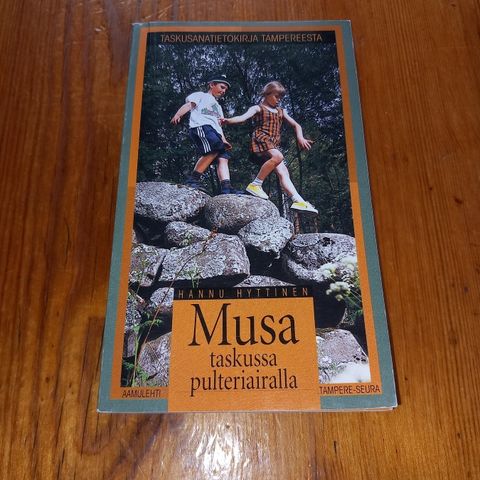 TASKUSANATIETOKIRJA TAMPEREESTA
HANNU HYTTINEN
Musa
taskussa
pulteriairalla
AAMULEHTI
TAMPERE-SEURA